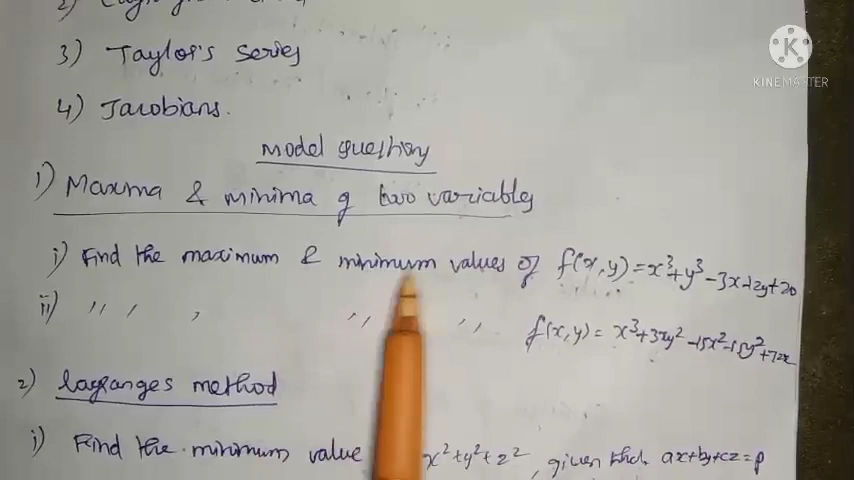 2)
3) Taylor's Series
4) Jacobians.
K
KINEMASTER
Model questions
1) Maxima & minima of two variables
i) Find the maximum & minimum values of f(x,y)=x³+y³-3x-12y+20
ii) ,, , , ,, ,, f(x,y) = x³+3xy²-15x²-15y²+72x
2) Lagranges method
i) Find the minimum value x²+y²+z², given that ax+by+cz=p